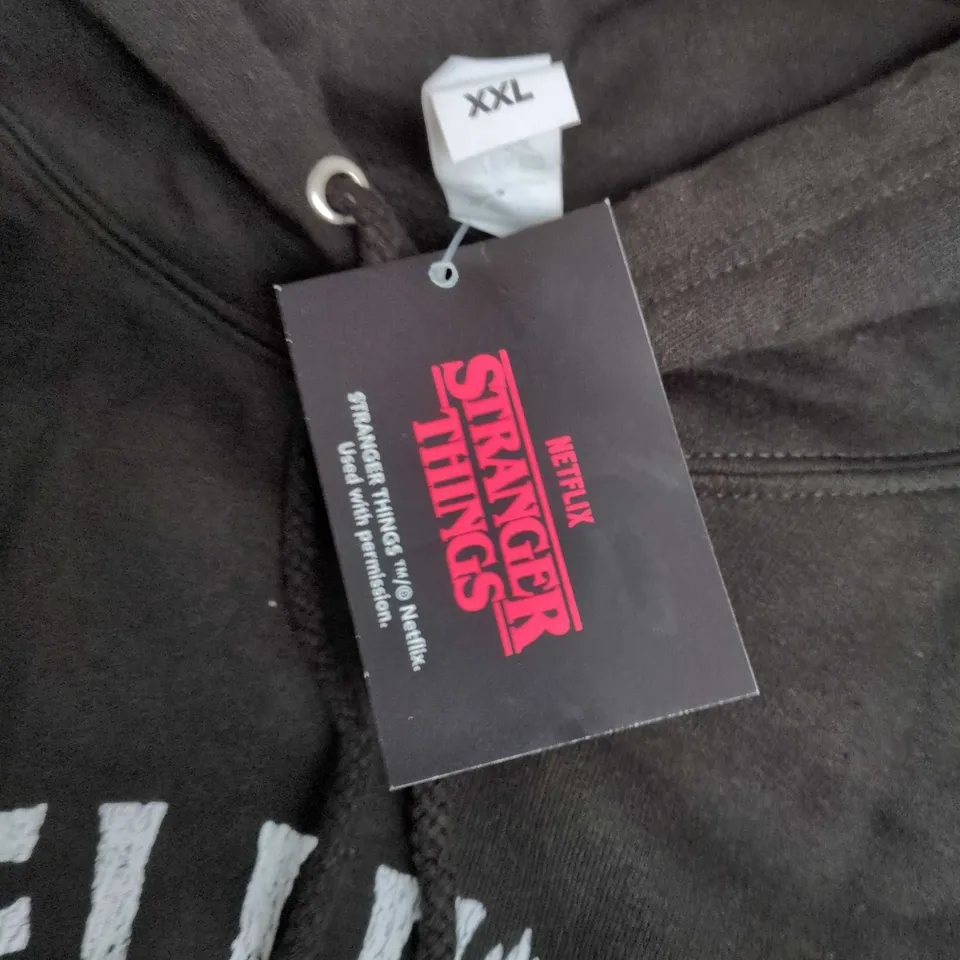 XXL
NETFLIX
STRANGER
THINGS
STRANGER THINGS ™/© Netflix.
Used with permission.